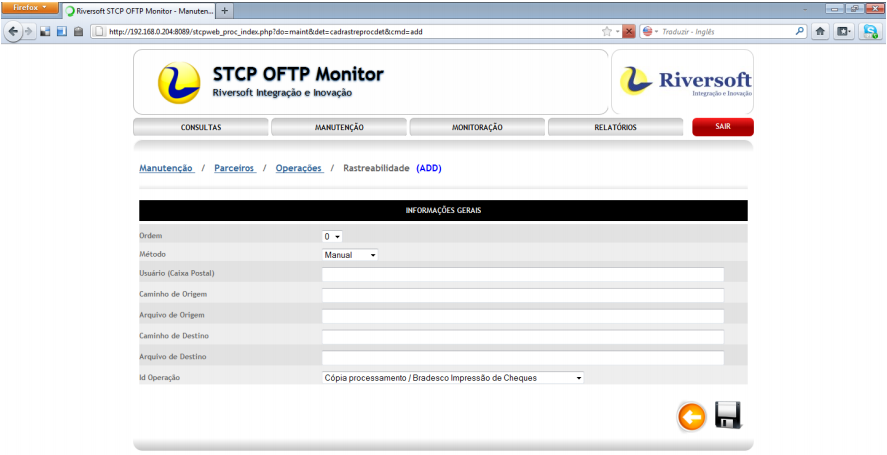 Firefox
Riversoft STCP OFTP Monitor - Manuten...
http://192.168.0.204:8089/stcpweb_proc_index.php?do=maint&det=cadrastreprocdet&cmd=add
Traduzir - Inglês
STCP OFTP Monitor
Riversoft Integração e Inovação
Riversoft
Integração e Inovação
CONSULTAS MANUTENÇÃO MONITORAÇÃO RELATÓRIOS SAIR
Manutenção / Parceiros / Operações / Rastreabilidade (ADD)
INFORMAÇÕES GERAIS
Ordem 0
Método Manual
Usuário (Caixa Postal)
Caminho de Origem
Arquivo de Origem
Caminho de Destino
Arquivo de Destino
Id Operação Cópia processamento / Bradesco Impressão de Cheques